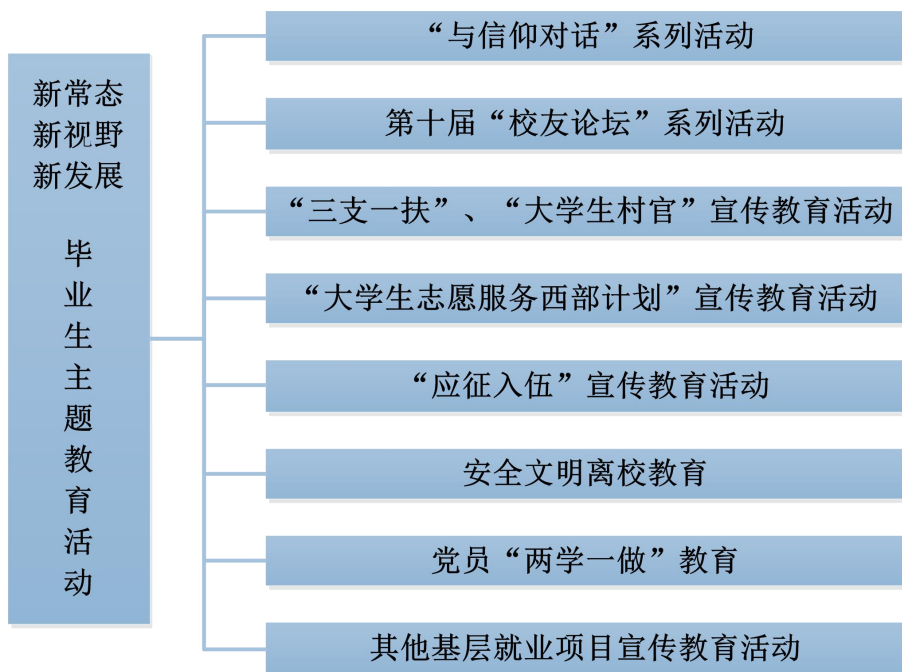 新常态
新视野
新发展
毕业生主题教育活动
“与信仰对话”系列活动
第十届“校友论坛”系列活动
“三支一扶”、“大学生村官”宣传教育活动
“大学生志愿服务西部计划”宣传教育活动
“应征入伍”宣传教育活动
安全文明离校教育
党员“两学一做”教育
其他基层就业项目宣传教育活动